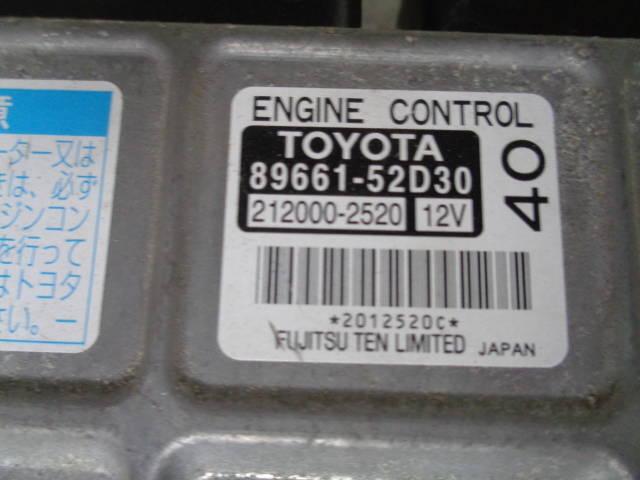 ENGINE CONTROL
TOYOTA
89661-52D30
212000-2520 12V
40
*2012520C*
FUJITSU TEN LIMITED JAPAN
ーター又は
きは、必ず
ジンコン
を行って
はトヨタ
さい。ー